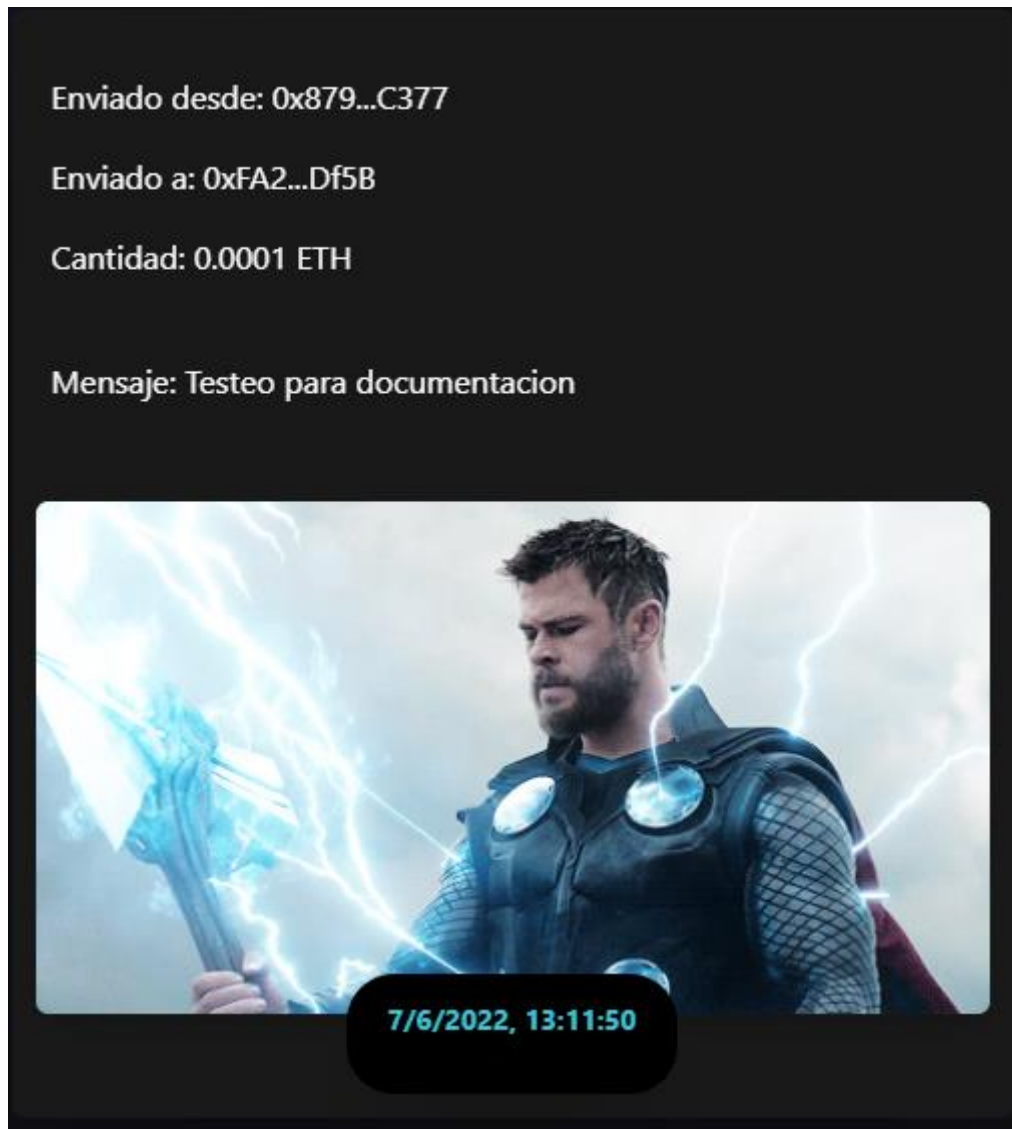 Enviado desde: 0x879...C377
Enviado a: 0xFA2...Df5B
Cantidad: 0.0001 ETH
Mensaje: Testeo para documentacion
7/6/2022, 13:11:50